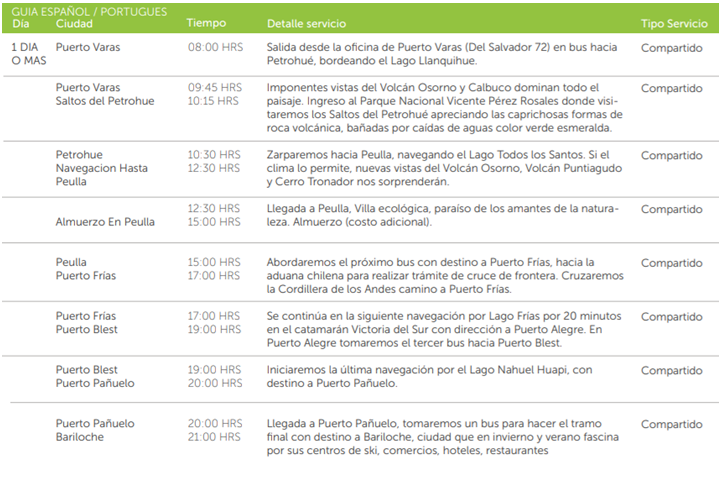 GUIA ESPAÑOL / PORTUGUES
Día Ciudad Tiempo Detalle servicio Tipo Servicio
1 DIA Puerto Varas 08:00 HRS Salida desde la oficina de Puerto Varas (Del Salvador 72) en bus hacia Compartido
O MAS Petrohué, bordeando el Lago Llanquihue.
Puerto Varas 09:45 HRS Imponentes vistas del Volcán Osorno y Calbuco dominan todo el Compartido
Saltos del Petrohue 10:15 HRS paisaje. Ingreso al Parque Nacional Vicente Pérez Rosales donde visi-
taremos los Saltos del Petrohué apreciando las caprichosas formas de
roca volcánica, bañadas por caídas de aguas color verde esmeralda.
Petrohue 10:30 HRS Zarparemos hacia Peulla, navegando el Lago Todos los Santos. Si el Compartido
Navegacion Hasta 12:30 HRS clima lo permite, nuevas vistas del Volcán Osorno, Volcán Puntiagudo
Peulla y Cerro Tronador nos sorprenderán.
12:30 HRS Llegada a Peulla, Villa ecológica, paraíso de los amantes de la natura- Compartido
Almuerzo En Peulla 15:00 HRS leza. Almuerzo (costo adicional).
Peulla 15:00 HRS Abordaremos el próximo bus con destino a Puerto Frías, hacia la Compartido
Puerto Frías 17:00 HRS aduana chilena para realizar trámite de cruce de frontera. Cruzaremos
la Cordillera de los Andes camino a Puerto Frías.
Puerto Frías 17:00 HRS Se continúa en la siguiente navegación por Lago Frías por 20 minutos Compartido
Puerto Blest 19:00 HRS en el catamarán Victoria del Sur con dirección a Puerto Alegre. En
Puerto Alegre tomaremos el tercer bus hacia Puerto Blest.
Puerto Blest 19:00 HRS Iniciaremos la última navegación por el Lago Nahuel Huapi, con Compartido
Puerto Pañuelo 20:00 HRS destino a Puerto Pañuelo.
Puerto Pañuelo 20:00 HRS Llegada a Puerto Pañuelo, tomaremos un bus para hacer el tramo Compartido
Bariloche 21:00 HRS final con destino a Bariloche, ciudad que en invierno y verano fascina
por sus centros de ski, comercios, hoteles, restaurantes